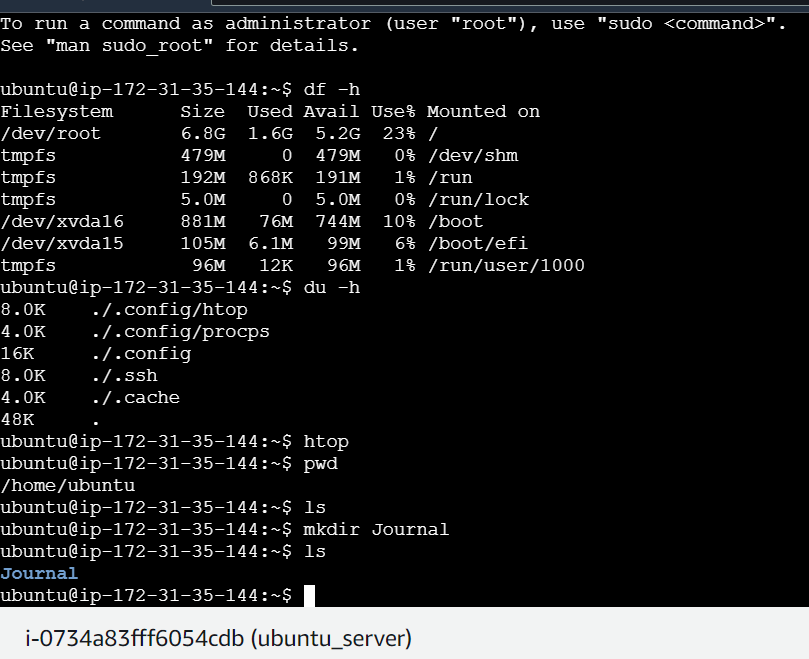 To run a command as administrator (user "root"), use "sudo <command>".
See "man sudo_root" for details.
ubuntu@ip-172-31-35-144:~$ df -h
Filesystem      Size  Used Avail Use% Mounted on
/dev/root       6.8G  1.6G  5.2G  23% /
tmpfs           479M     0  479M   0% /dev/shm
tmpfs           192M  868K  191M   1% /run
tmpfs           5.0M     0  5.0M   0% /run/lock
/dev/xvda16     881M   76M  744M  10% /boot
/dev/xvda15     105M  6.1M   99M   6% /boot/efi
tmpfs            96M   12K   96M   1% /run/user/1000
ubuntu@ip-172-31-35-144:~$ du -h
8.0K    ./.config/htop
4.0K    ./.config/procps
16K     ./.config
8.0K    ./.ssh
4.0K    ./.cache
48K     .
ubuntu@ip-172-31-35-144:~$ htop
ubuntu@ip-172-31-35-144:~$ pwd
/home/ubuntu
ubuntu@ip-172-31-35-144:~$ ls
ubuntu@ip-172-31-35-144:~$ mkdir Journal
ubuntu@ip-172-31-35-144:~$ ls
Journal
ubuntu@ip-172-31-35-144:~$
i-0734a83fff6054cdb (ubuntu_server)